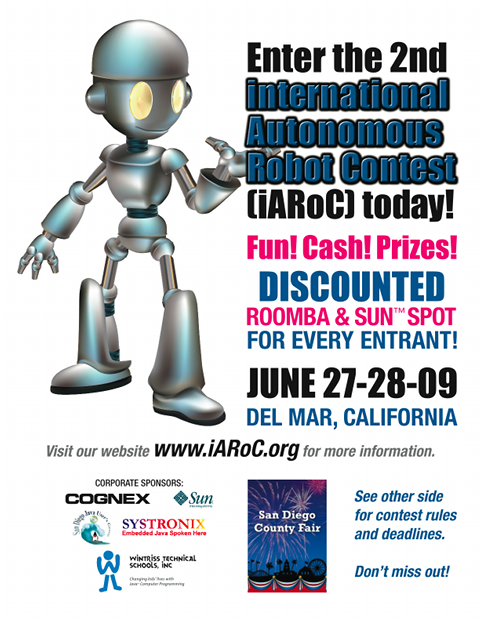 Enter the 2nd
international
Autonomous
Robot Contest
(iARoC) today!
Fun! Cash! Prizes!
DISCOUNTED
ROOMBA & SUN™ SPOT
FOR EVERY ENTRANT!
JUNE 27-28-09
DEL MAR, CALIFORNIA
Visit our website www.iARoC.org for more information.
CORPORATE SPONSORS:
COGNEX
Sun
microsystems
San Diego Java Users
SYSTRONIX
Embedded Java Spoken Here
WINTRISS TECHNICAL
SCHOOLS, INC
Changing Kids' Lives with
Java™ Computer Programming
San Diego
County Fair
See other side
for contest rules
and deadlines.
Don't miss out!